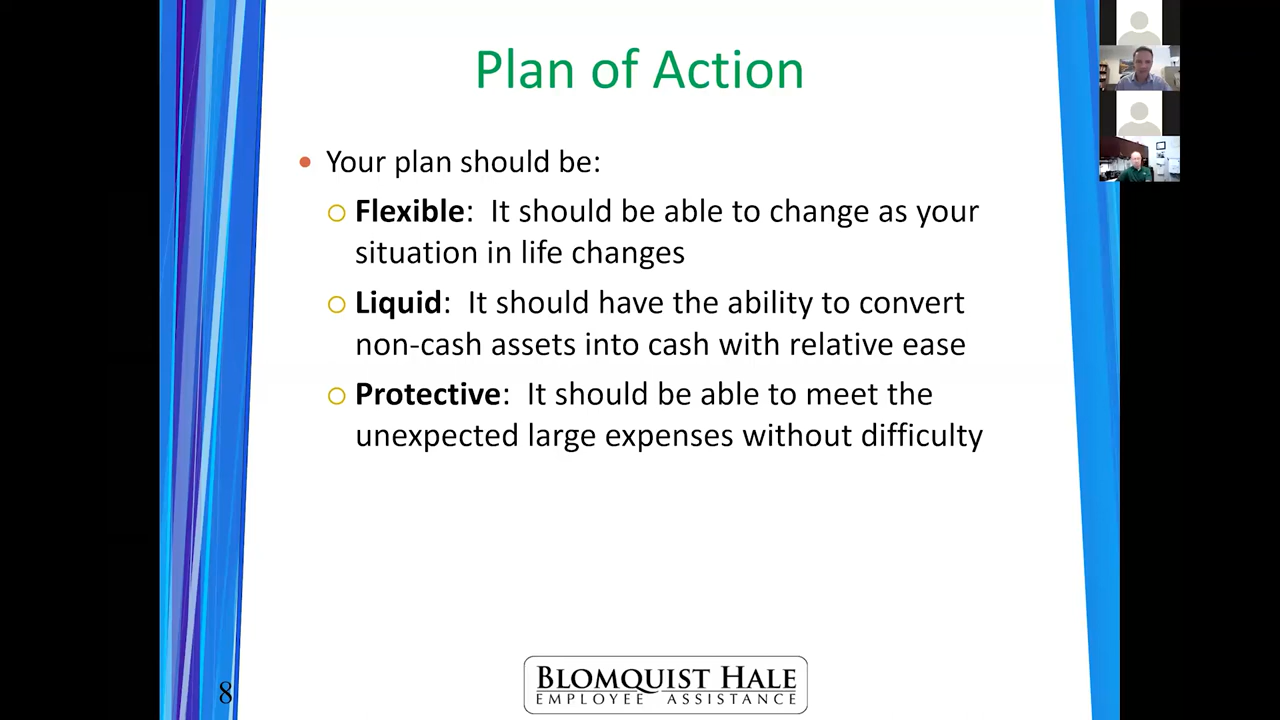 Plan of Action
• Your plan should be:
○ Flexible: It should be able to change as your
situation in life changes
○ Liquid: It should have the ability to convert
non-cash assets into cash with relative ease
○ Protective: It should be able to meet the
unexpected large expenses without difficulty
8
BLOMQUIST HALE
EMPLOYEE ASSISTANCE